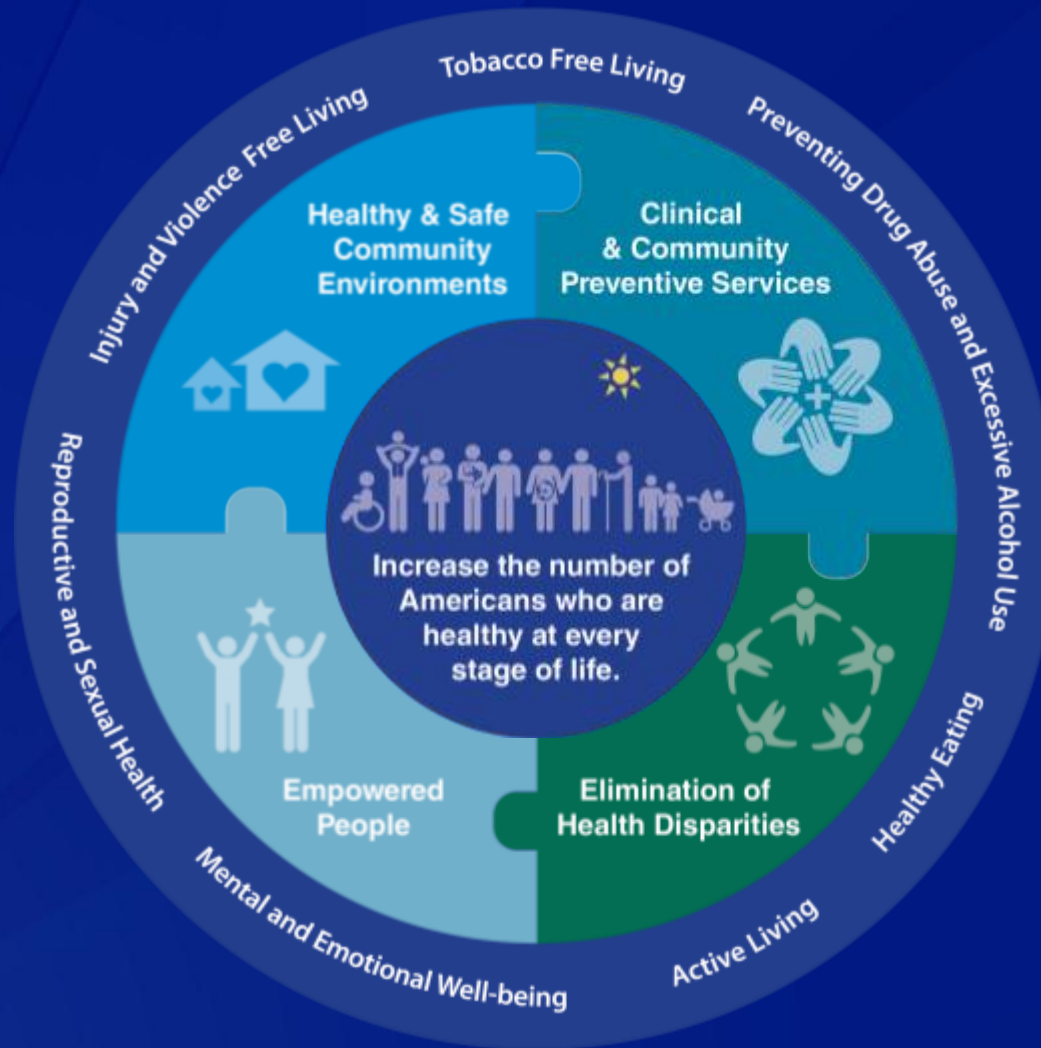 Tobacco Free Living
Preventing Drug Abuse and Excessive Alcohol Use
Healthy Eating
Active Living
Mental and Emotional Well-being
Reproductive and Sexual Health
Injury and Violence Free Living
Healthy & Safe
Community
Environments
Clinical
& Community
Preventive Services
Increase the number of
Americans who are
healthy at every
stage of life.
Empowered
People
Elimination of
Health Disparities